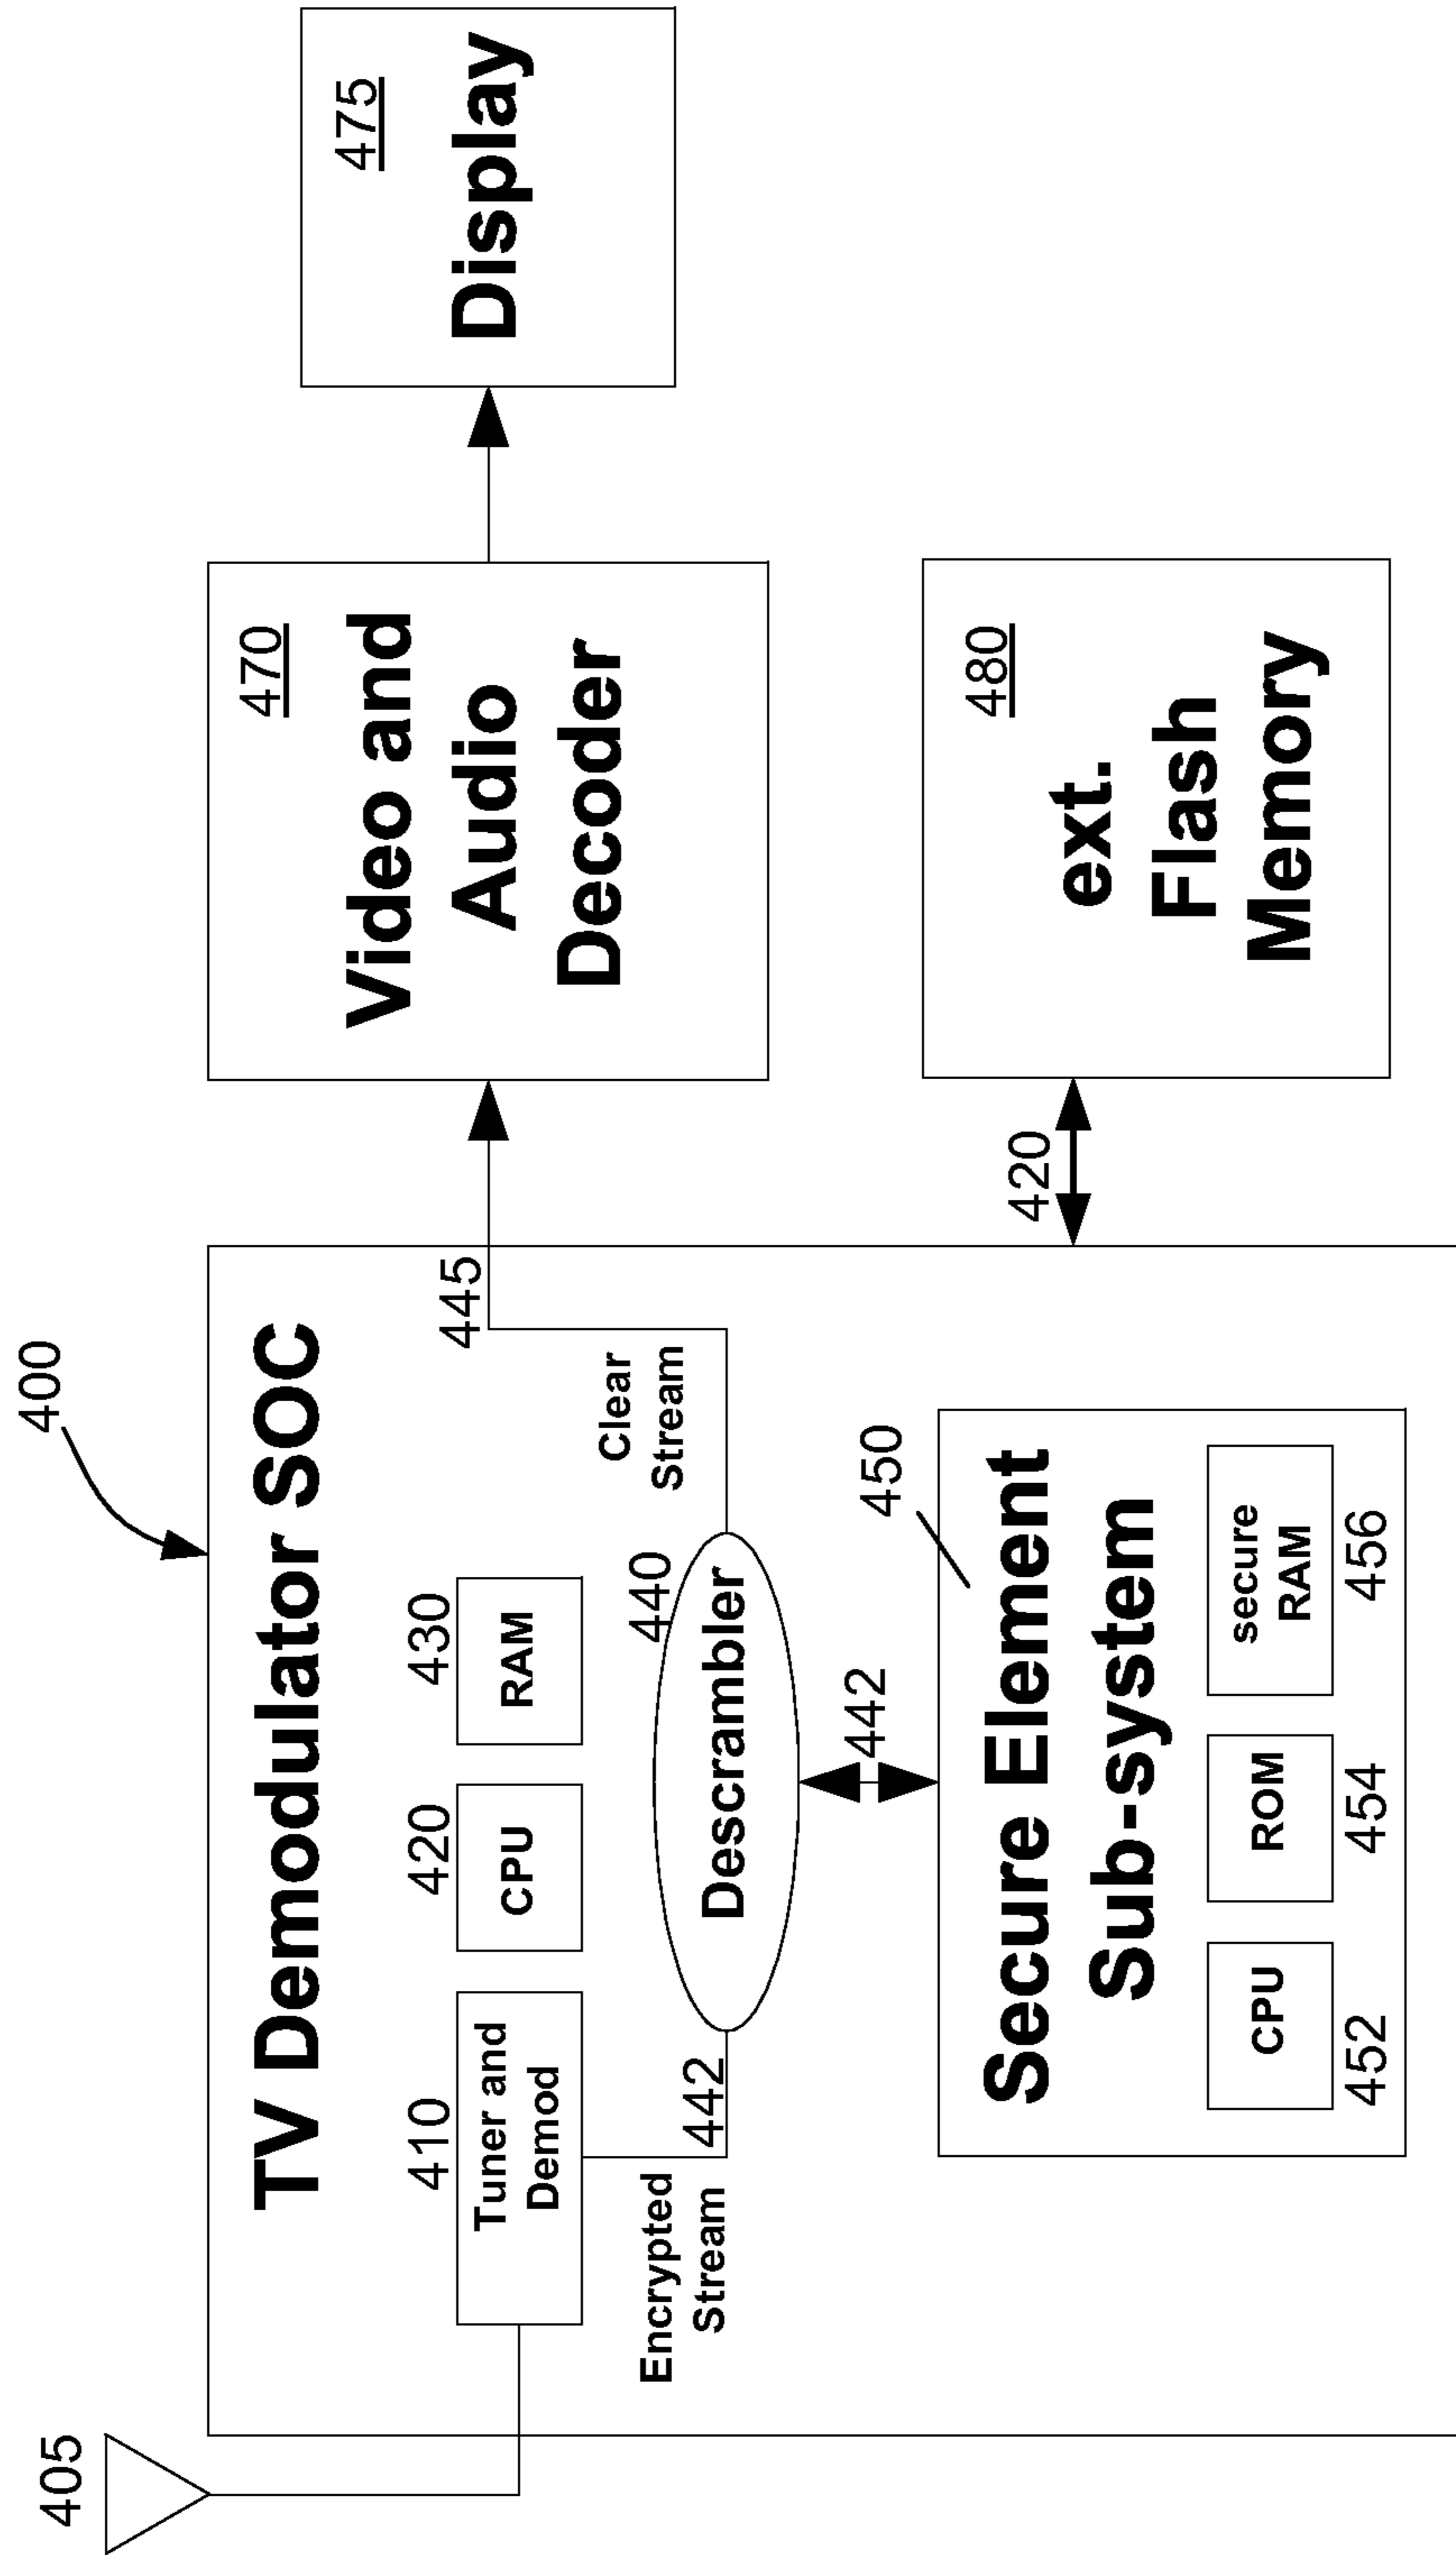 400
405
TV Demodulator SOC
410
Tuner and
Demod
420
CPU
430
RAM
445
Encrypted
Stream
442
440
Descrambler
Clear
Stream
442
450
Secure Element
Sub-system
CPU
452
ROM
454
secure
RAM
456
470
Video and
Audio
Decoder
475
Display
420
480
ext.
Flash
Memory